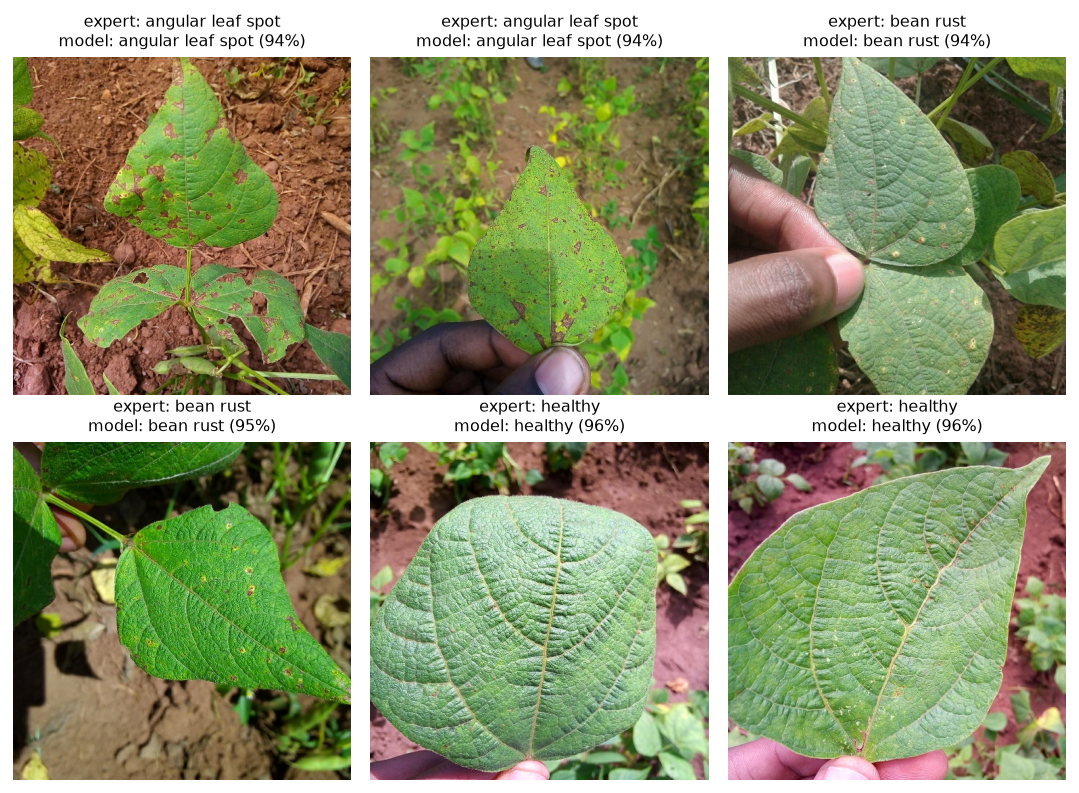 expert: angular leaf spot
model: angular leaf spot (94%)
expert: angular leaf spot
model: angular leaf spot (94%)
expert: bean rust
model: bean rust (94%)
expert: bean rust
model: bean rust (95%)
expert: healthy
model: healthy (96%)
expert: healthy
model: healthy (96%)